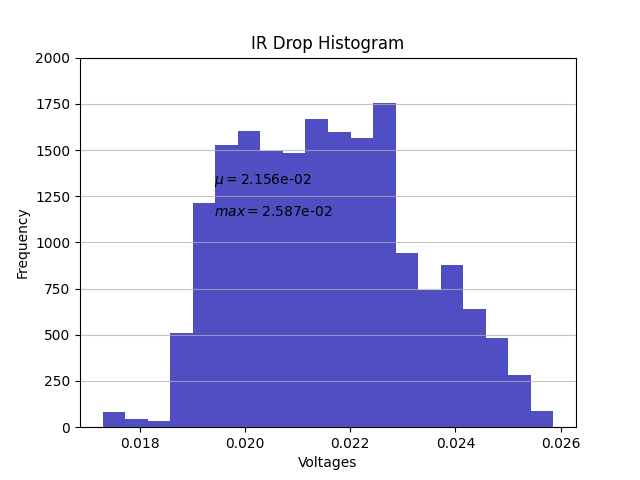 IR Drop Histogram
2000
1750
1500
1250
1000
750
500
250
0
Frequency
μ = 2.156e-02
max = 2.587e-02
0.018 0.020 0.022 0.024 0.026
Voltages